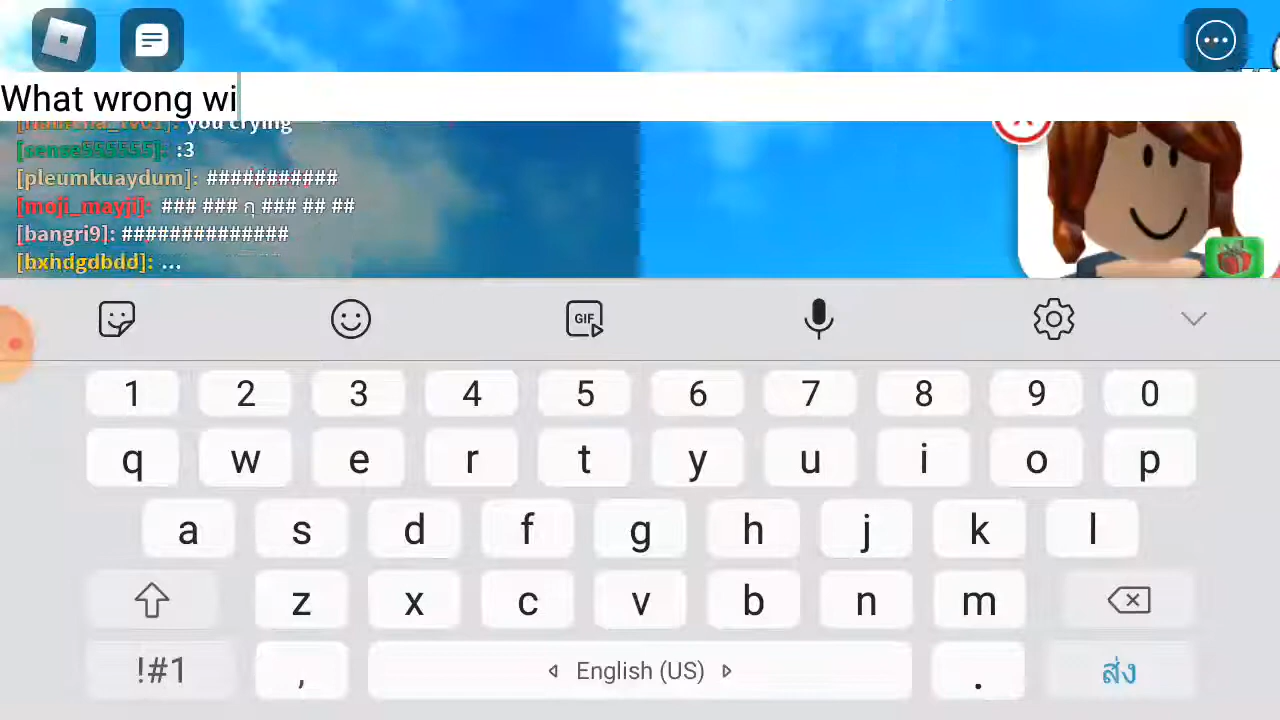 What wrong wi
you crying
[sense555555]: :3
[pleumkuaydum]: ###########
[moji_mayji]: ### ### ฤ ### ## ##
[bangri9]: ##############
[bxhdgdbdd]: ...
GIF
1 2 3 4 5 6 7 8 9 0
q w e r t y u i o p
a s d f g h j k l
z x c v b n m
!#1 , English (US) . ส่ง